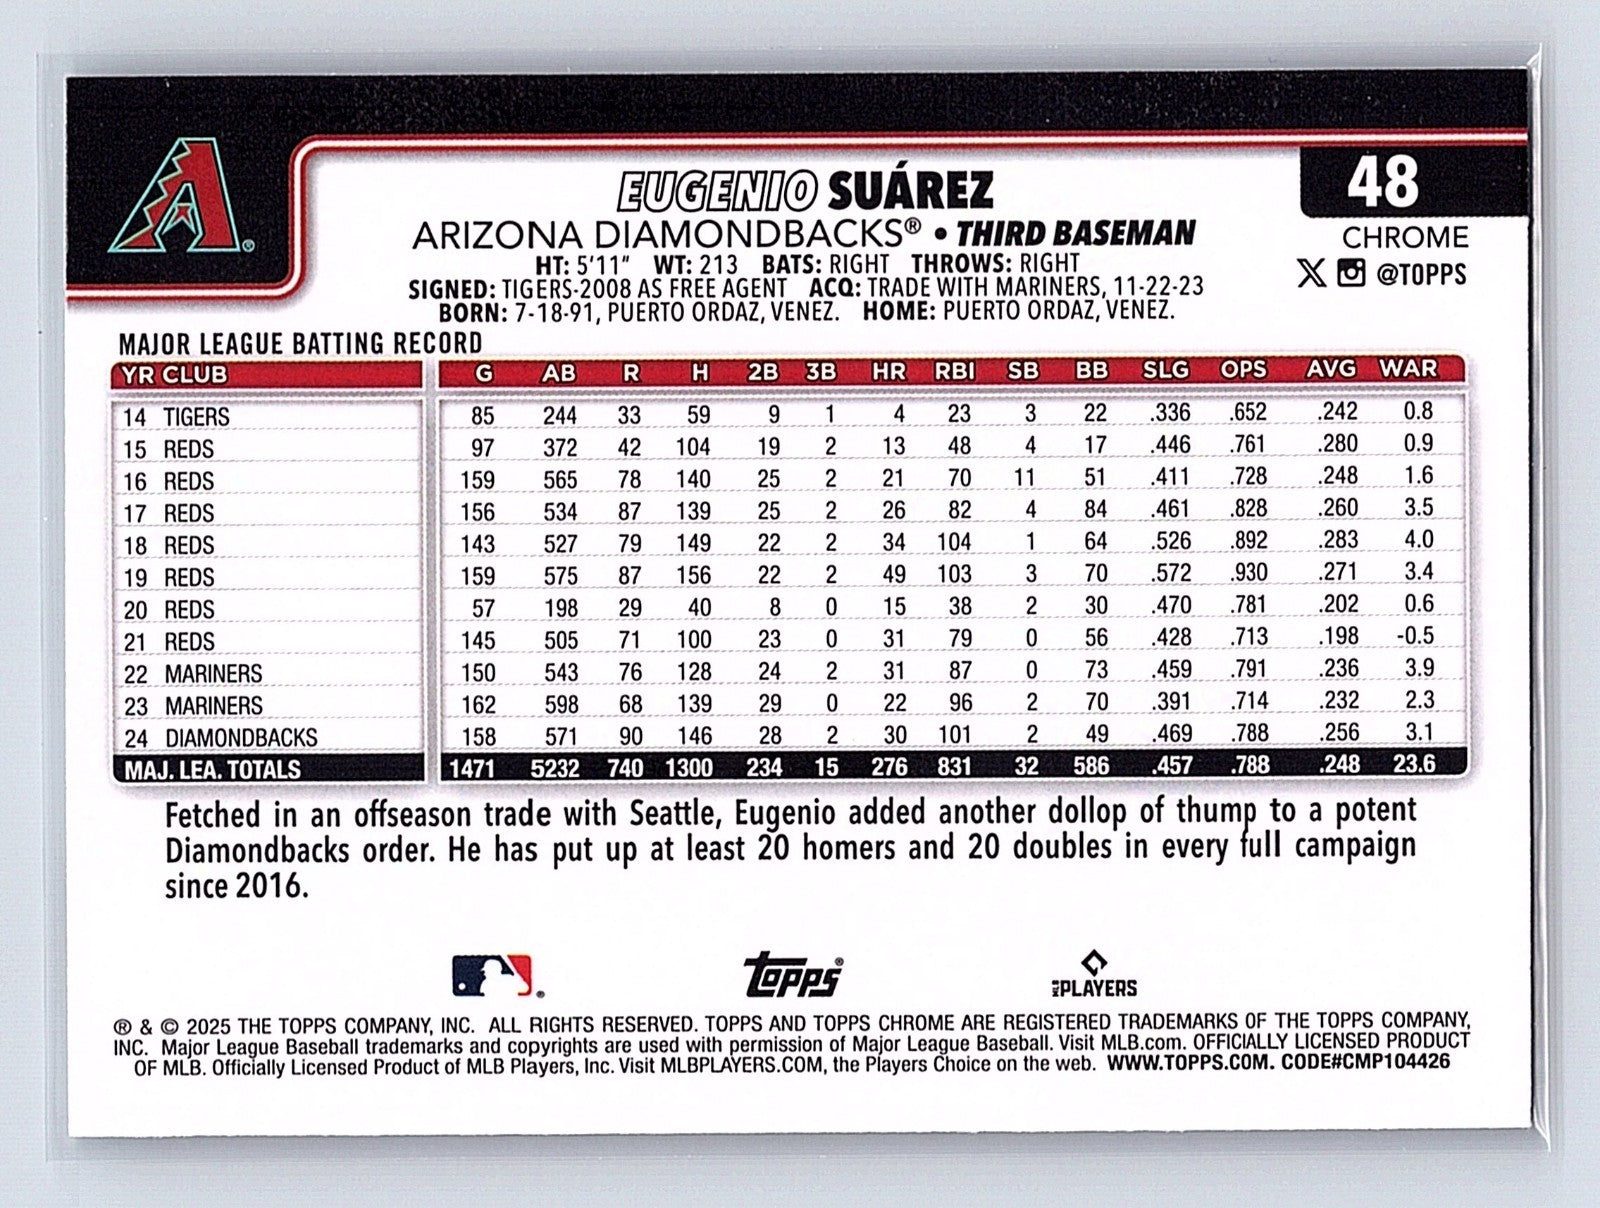 EUGENIO SUÁREZ
48
ARIZONA DIAMONDBACKS® • THIRD BASEMAN
CHROME
HT: 5'11" WT: 213 BATS: RIGHT THROWS: RIGHT
@TOPPS
SIGNED: TIGERS-2008 AS FREE AGENT ACQ: TRADE WITH MARINERS, 11-22-23
BORN: 7-18-91, PUERTO ORDAZ, VENEZ. HOME: PUERTO ORDAZ, VENEZ.
MAJOR LEAGUE BATTING RECORD
YR CLUB G AB R H 2B 3B HR RBI SB BB SLG OPS AVG WAR
14 TIGERS 85 244 33 59 9 1 4 23 3 22 .336 .652 .242 0.8
15 REDS 97 372 42 104 19 2 13 48 4 17 .446 .761 .280 0.9
16 REDS 159 565 78 140 25 2 21 70 11 51 .411 .728 .248 1.6
17 REDS 156 534 87 139 25 2 26 82 4 84 .461 .828 .260 3.5
18 REDS 143 527 79 149 22 2 34 104 1 64 .526 .892 .283 4.0
19 REDS 159 575 87 156 22 2 49 103 3 70 .572 .930 .271 3.4
20 REDS 57 198 29 40 8 0 15 38 2 30 .470 .781 .202 0.6
21 REDS 145 505 71 100 23 0 31 79 0 56 .428 .713 .198 -0.5
22 MARINERS 150 543 76 128 24 2 31 87 0 73 .459 .791 .236 3.9
23 MARINERS 162 598 68 139 29 0 22 96 2 70 .391 .714 .232 2.3
24 DIAMONDBACKS 158 571 90 146 28 2 30 101 2 49 .469 .788 .256 3.1
MAJ. LEA. TOTALS 1471 5232 740 1300 234 15 276 831 32 586 .457 .788 .248 23.6
Fetched in an offseason trade with Seattle, Eugenio added another dollop of thump to a potent
Diamondbacks order. He has put up at least 20 homers and 20 doubles in every full campaign
since 2016.
Topps®
MLB PLAYERS
® & © 2025 THE TOPPS COMPANY, INC. ALL RIGHTS RESERVED. TOPPS AND TOPPS CHROME ARE REGISTERED TRADEMARKS OF THE TOPPS COMPANY,
INC. Major League Baseball trademarks and copyrights are used with permission of Major League Baseball. Visit MLB.com. OFFICIALLY LICENSED PRODUCT
OF MLB. Officially Licensed Product of MLB Players, Inc. Visit MLBPLAYERS.COM, the Players Choice on the web. WWW.TOPPS.COM. CODE#CMP104426